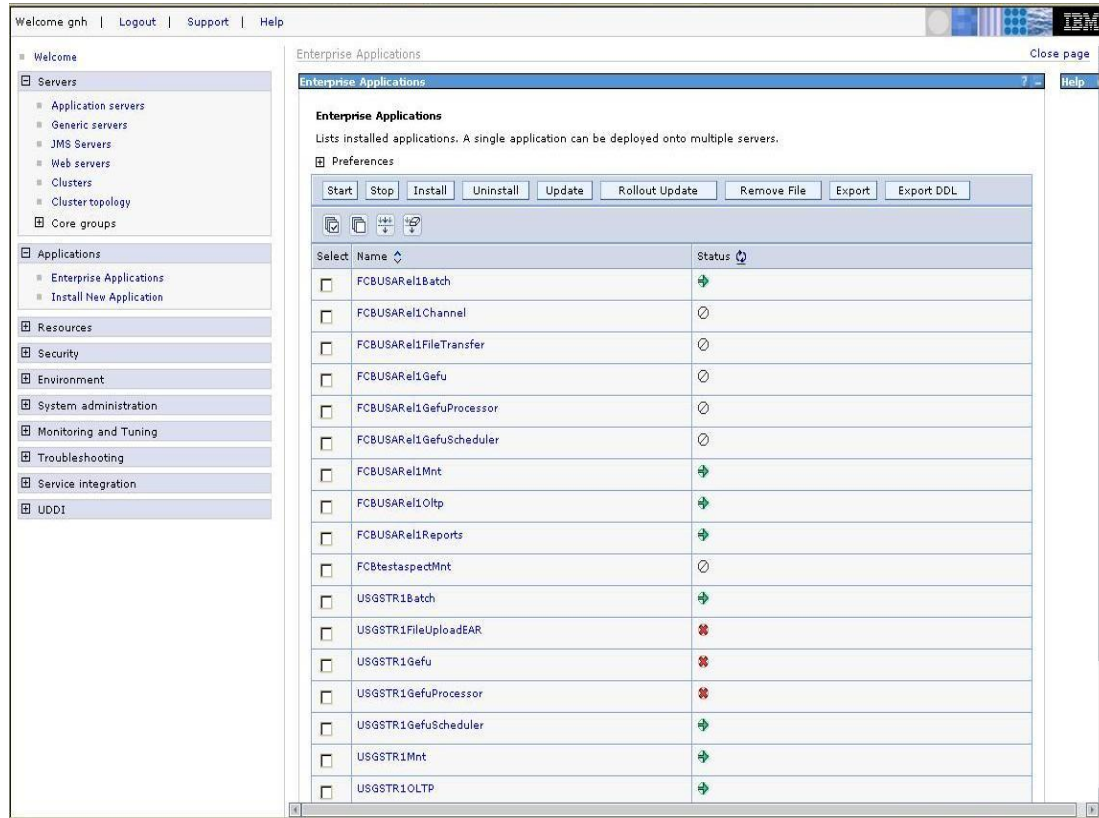 Welcome gnh | Logout | Support | Help
IBM
Welcome
Servers
Application servers
Generic servers
JMS Servers
Web servers
Clusters
Cluster topology
Core groups
Applications
Enterprise Applications
Install New Application
Resources
Security
Environment
System administration
Monitoring and Tuning
Troubleshooting
Service integration
UDDI
Enterprise Applications
Close page
Enterprise Applications ? -
Help
Enterprise Applications
Lists installed applications. A single application can be deployed onto multiple servers.
Preferences
Start Stop Install Uninstall Update Rollout Update Remove File Export Export DDL
Select Name Status
FCBUSARel1Batch
FCBUSARel1Channel
FCBUSARel1FileTransfer
FCBUSARel1Gefu
FCBUSARel1GefuProcessor
FCBUSARel1GefuScheduler
FCBUSARel1Mnt
FCBUSARel1Oltp
FCBUSARel1Reports
FCBtestaspectMnt
USGSTR1Batch
USGSTR1FileUploadEAR
USGSTR1Gefu
USGSTR1GefuProcessor
USGSTR1GefuScheduler
USGSTR1Mnt
USGSTR1OLTP